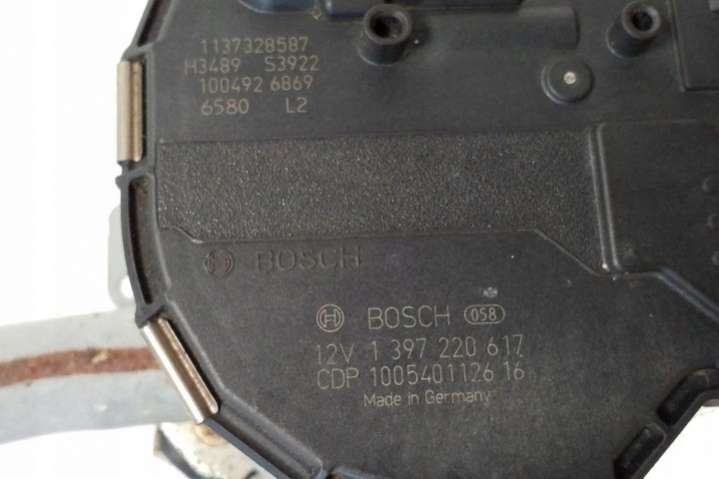 1137328587
H3489 S3922
100492 6869
6580 L2
BOSCH
BOSCH 058
12V 1 397 220 617
CDP 1005401126 16
Made in Germany